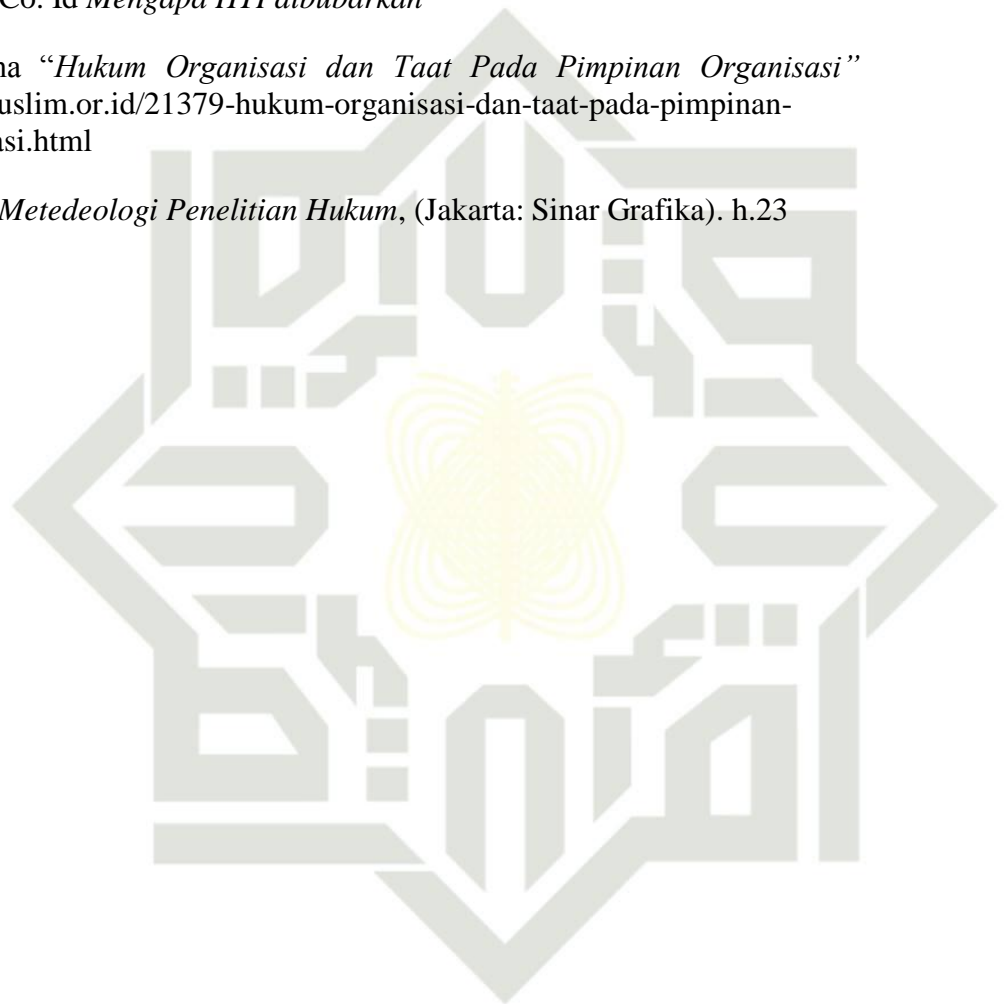 Co. Id Mengapa HTI dibubarkan
na “Hukum Organisasi dan Taat Pada Pimpinan Organisasi”
uslim.or.id/21379-hukum-organisasi-dan-taat-pada-pimpinan-
asi.html
Metedeologi Penelitian Hukum, (Jakarta: Sinar Grafika). h.23